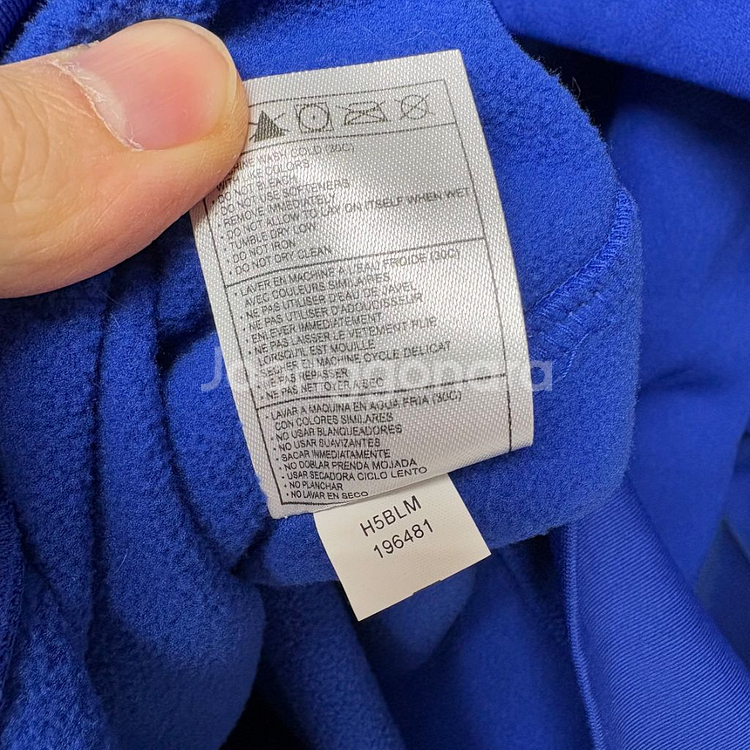 MACHINE WASH COLD (30C)
WITH LIKE COLORS
• DO NOT BLEACH
• DO NOT USE SOFTENERS
• REMOVE IMMEDIATELY
• DO NOT ALLOW TO LAY ON ITSELF WHEN WET
• TUMBLE DRY LOW
• DO NOT IRON
• DO NOT DRY CLEAN
• LAVER EN MACHINE A L'EAU FROIDE (30C)
AVEC COULEURS SIMILAIRES
• NE PAS UTILISER D'EAU DE JAVEL
• NE PAS UTILISER D'ADOUCISSEUR
ENLEVER IMMÉDIATEMENT
• NE PAS LAISSER LE VETEMENT PLIE
LORSQU'IL EST MOUILLE
SECHER EN MACHINE CYCLE DELICAT
• NE PAS REPASSER
• NE PAS NETTOYER A SEC
• LAVAR A MAQUINA EN AGUA FRIA (30C)
CON COLORES SIMILARES
• NO USAR BLANQUEADORES
• NO USAR SUAVIZANTES
• SACAR IMMEDIATAMENTE
• NO DOBLAR PRENDA MOJADA
• USAR SECADORA CICLO LENTO
• NO PLANCHAR
• NO LAVAR EN SECO
H5BLM
196481